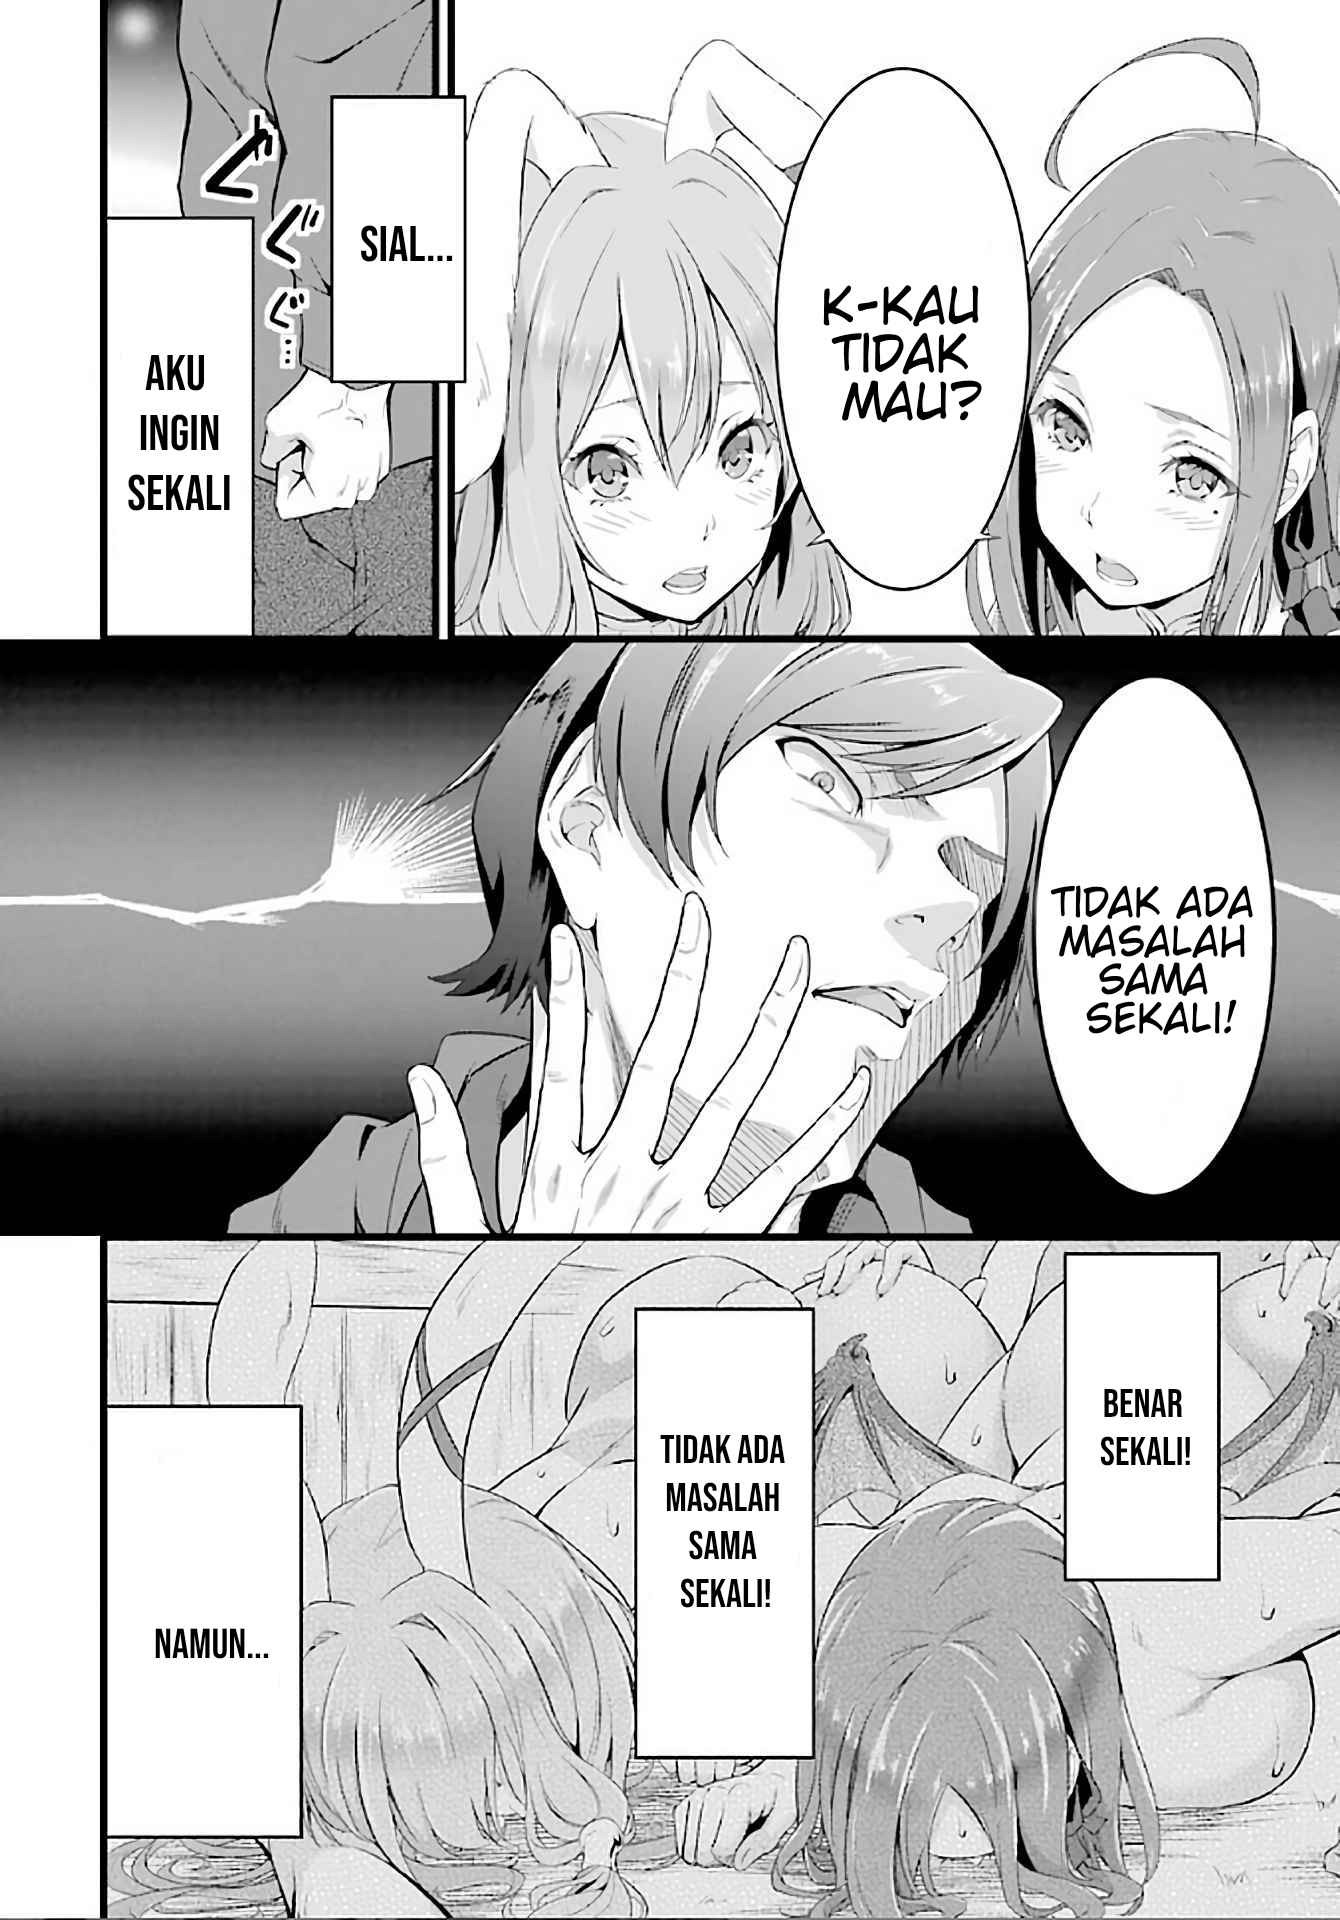 K-KAU
TIDAK
MAU?
SIAL...
ぐ
ぐ
ぐ…
AKU
INGIN
SEKALI
TIDAK ADA
MASALAH
SAMA
SEKALI!
BENAR
SEKALI!
TIDAK ADA
MASALAH
SAMA
SEKALI!
NAMUN...